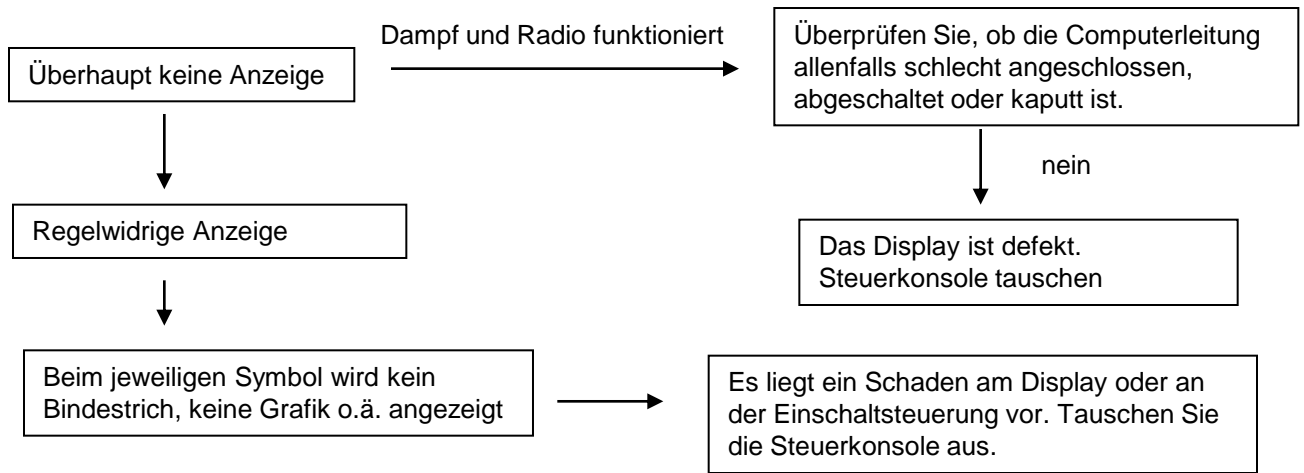 Dampf und Radio funktioniert
Überhaupt keine Anzeige
Überprüfen Sie, ob die Computerleitung
allenfalls schlecht angeschlossen,
abgeschaltet oder kaputt ist.
nein
Regelwidrige Anzeige
Das Display ist defekt.
Steuerkonsole tauschen
Beim jeweiligen Symbol wird kein
Bindestrich, keine Grafik o.ä. angezeigt
Es liegt ein Schaden am Display oder an
der Einschaltsteuerung vor. Tauschen Sie
die Steuerkonsole aus.